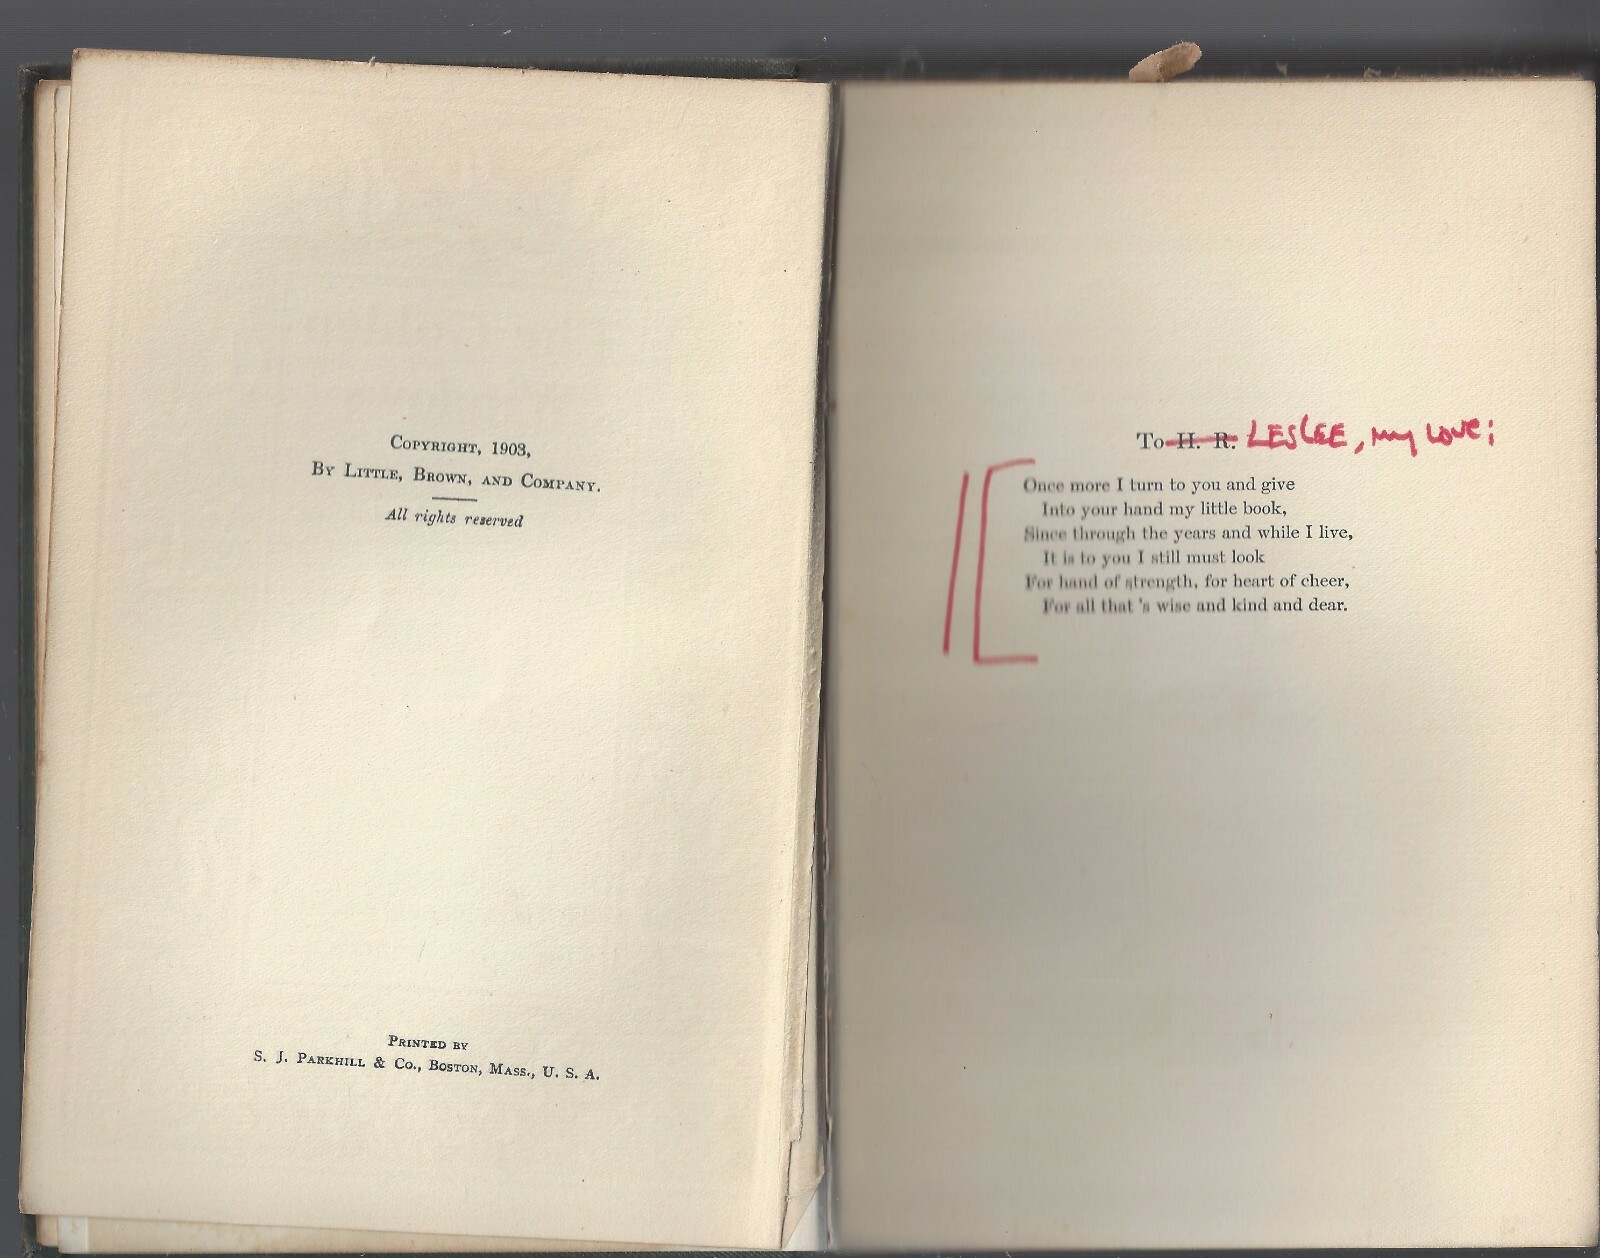 COPYRIGHT, 1903,
BY LITTLE, BROWN, AND COMPANY.
All rights reserved
PRINTED BY
S. J. PARKHILL & CO., BOSTON, MASS., U. S. A.
To H. R. LESLEE, my LOVE:
Once more I turn to you and give
Into your hand my little book,
Since through the years and while I live,
It is to you I still must look
For hand of strength, for heart of cheer,
For all that 's wise and kind and dear.